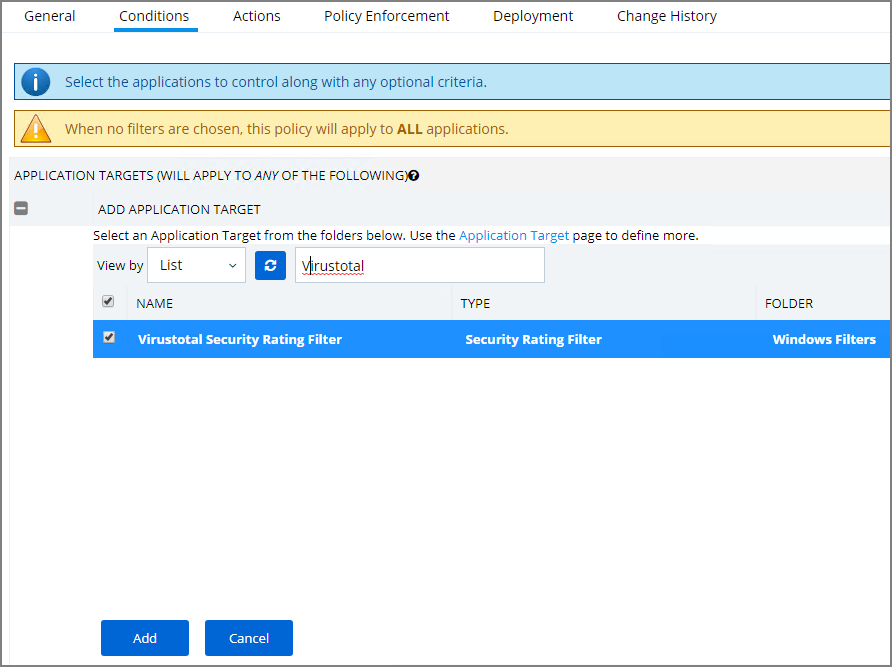 General Conditions Actions Policy Enforcement Deployment Change History
Select the applications to control along with any optional criteria.
When no filters are chosen, this policy will apply to ALL applications.
APPLICATION TARGETS (WILL APPLY TO ANY OF THE FOLLOWING)
ADD APPLICATION TARGET
Select an Application Target from the folders below. Use the Application Target page to define more.
View by List Virustotal
NAME TYPE FOLDER
Virustotal Security Rating Filter Security Rating Filter Windows Filters
Add Cancel